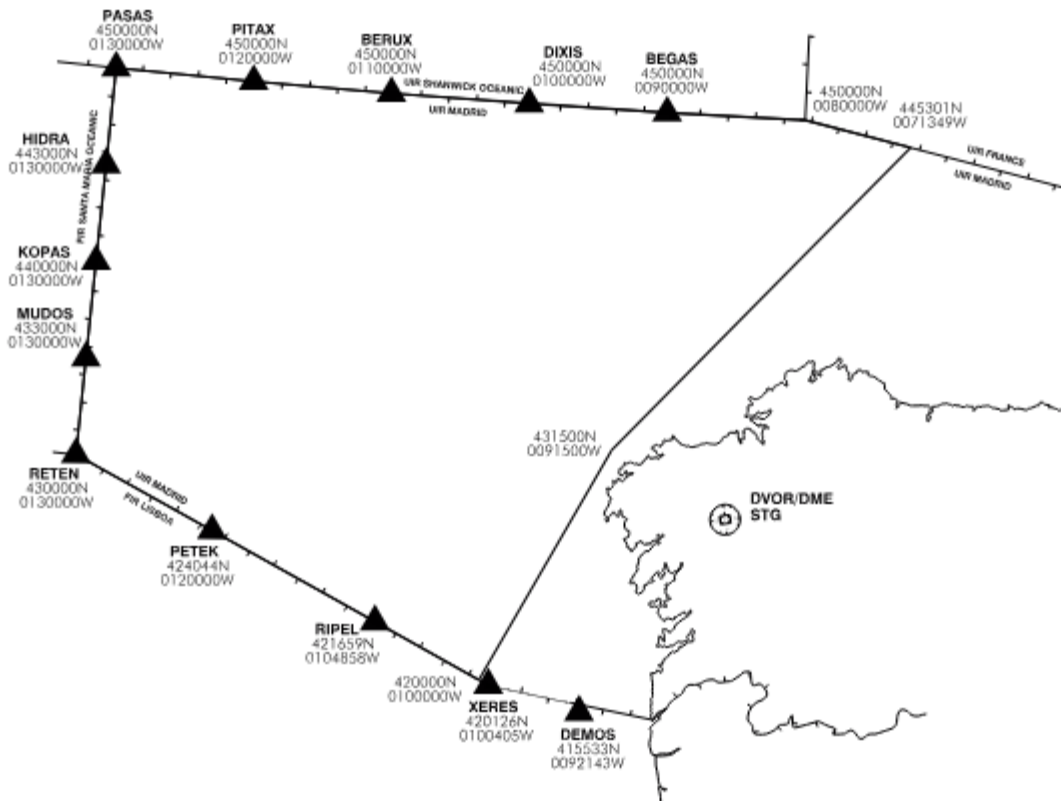 PASAS
450000N
0130000W
PITAX
450000N
0120000W
BERUX
450000N
0110000W
DIXIS
450000N
0100000W
BEGAS
450000N
0090000W
UIR SHANWICK OCEANIC
UIR MADRID
450000N
0080000W
445301N
0071349W
UIR FRANCE
UIR MADRID
HIDRA
443000N
0130000W
FIR SANTA MARIA OCEANIC
KOPAS
440000N
0130000W
MUDOS
433000N
0130000W
RETEN
430000N
0130000W
UIR MADRID
FIR LISBOA
431500N
0091500W
DVOR/DME
STG
PETEK
424044N
0120000W
RIPEL
421659N
0104858W
420000N
0100000W
XERES
420126N
0100405W
DEMOS
415533N
0092143W